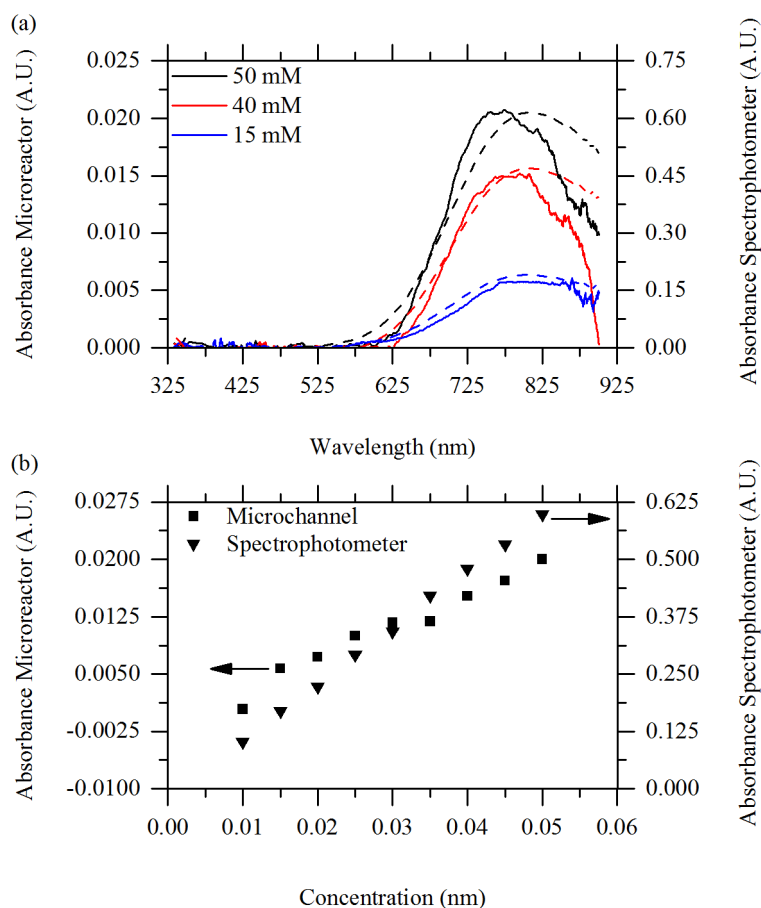 (a)
Absorbance Microreactor (A.U.)
0.025
0.020
0.015
0.010
0.005
0.000
50 mM
40 mM
15 mM
0.75
0.60
0.45
0.30
0.15
0.00
Absorbance Spectrophotometer (A.U.)
325 425 525 625 725 825 925
Wavelength (nm)
(b)
Absorbance Microreactor (A.U.)
0.0275
0.0200
0.0125
0.0050
-0.0025
-0.0100
Microchannel
Spectrophotometer
0.625
0.500
0.375
0.250
0.125
0.000
Absorbance Spectrophotometer (A.U.)
0.00 0.01 0.02 0.03 0.04 0.05 0.06
Concentration (nm)